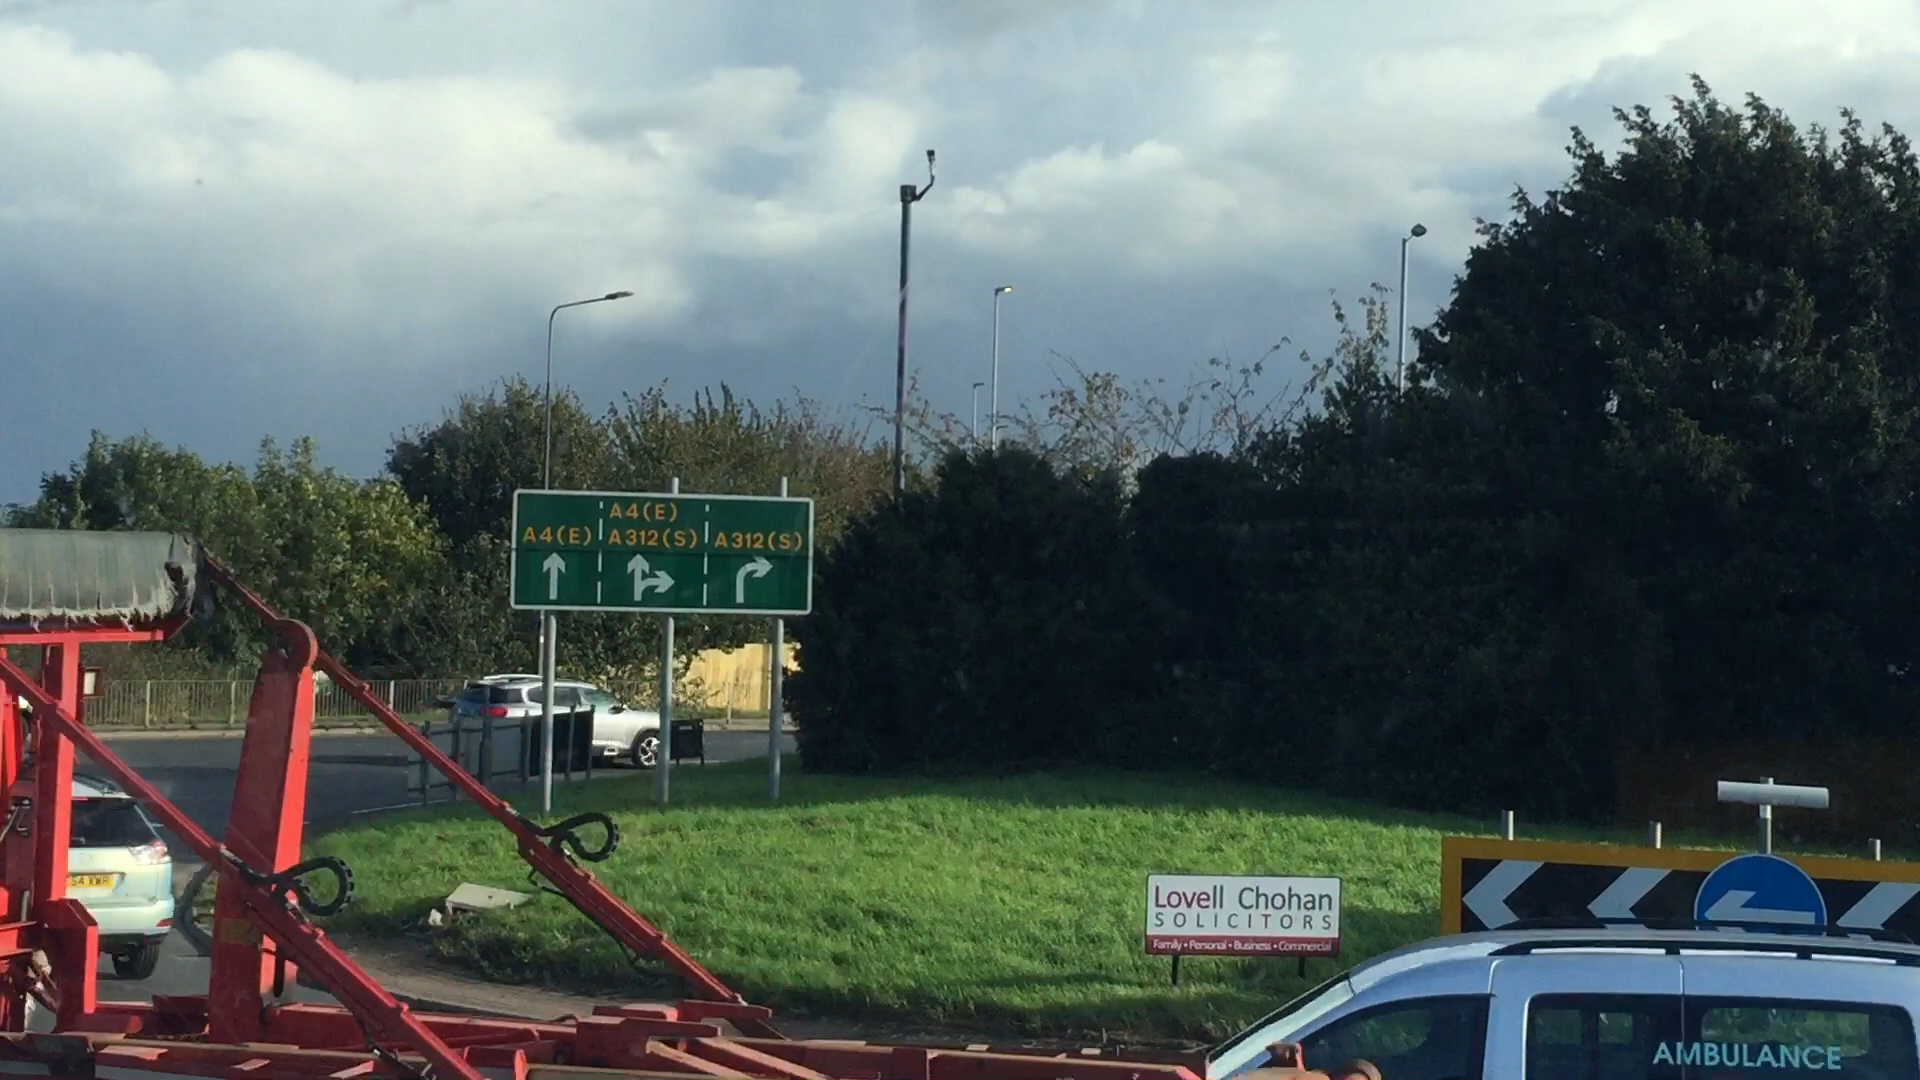 A4(E)
A4(E)
A312(S)
A312(S)
Lovell Chohan
SOLICITORS
Family • Personal • Business • Commercial
AMBULANCE